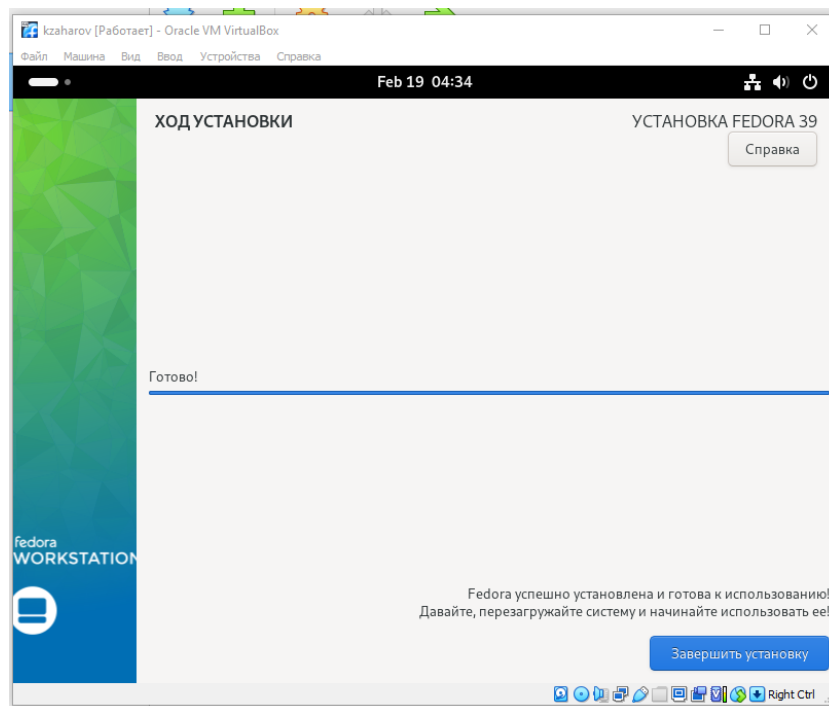 kzaharov [Работает] - Oracle VM VirtualBox
Файл Машина Вид Ввод Устройства Справка
Feb 19 04:34
ХОД УСТАНОВКИ
УСТАНОВКА FEDORA 39
Справка
Готово!
fedora
WORKSTATION
Fedora успешно установлена и готова к использованию!
Давайте, перезагружайте систему и начинайте использовать ее!
Завершить установку
Right Ctrl